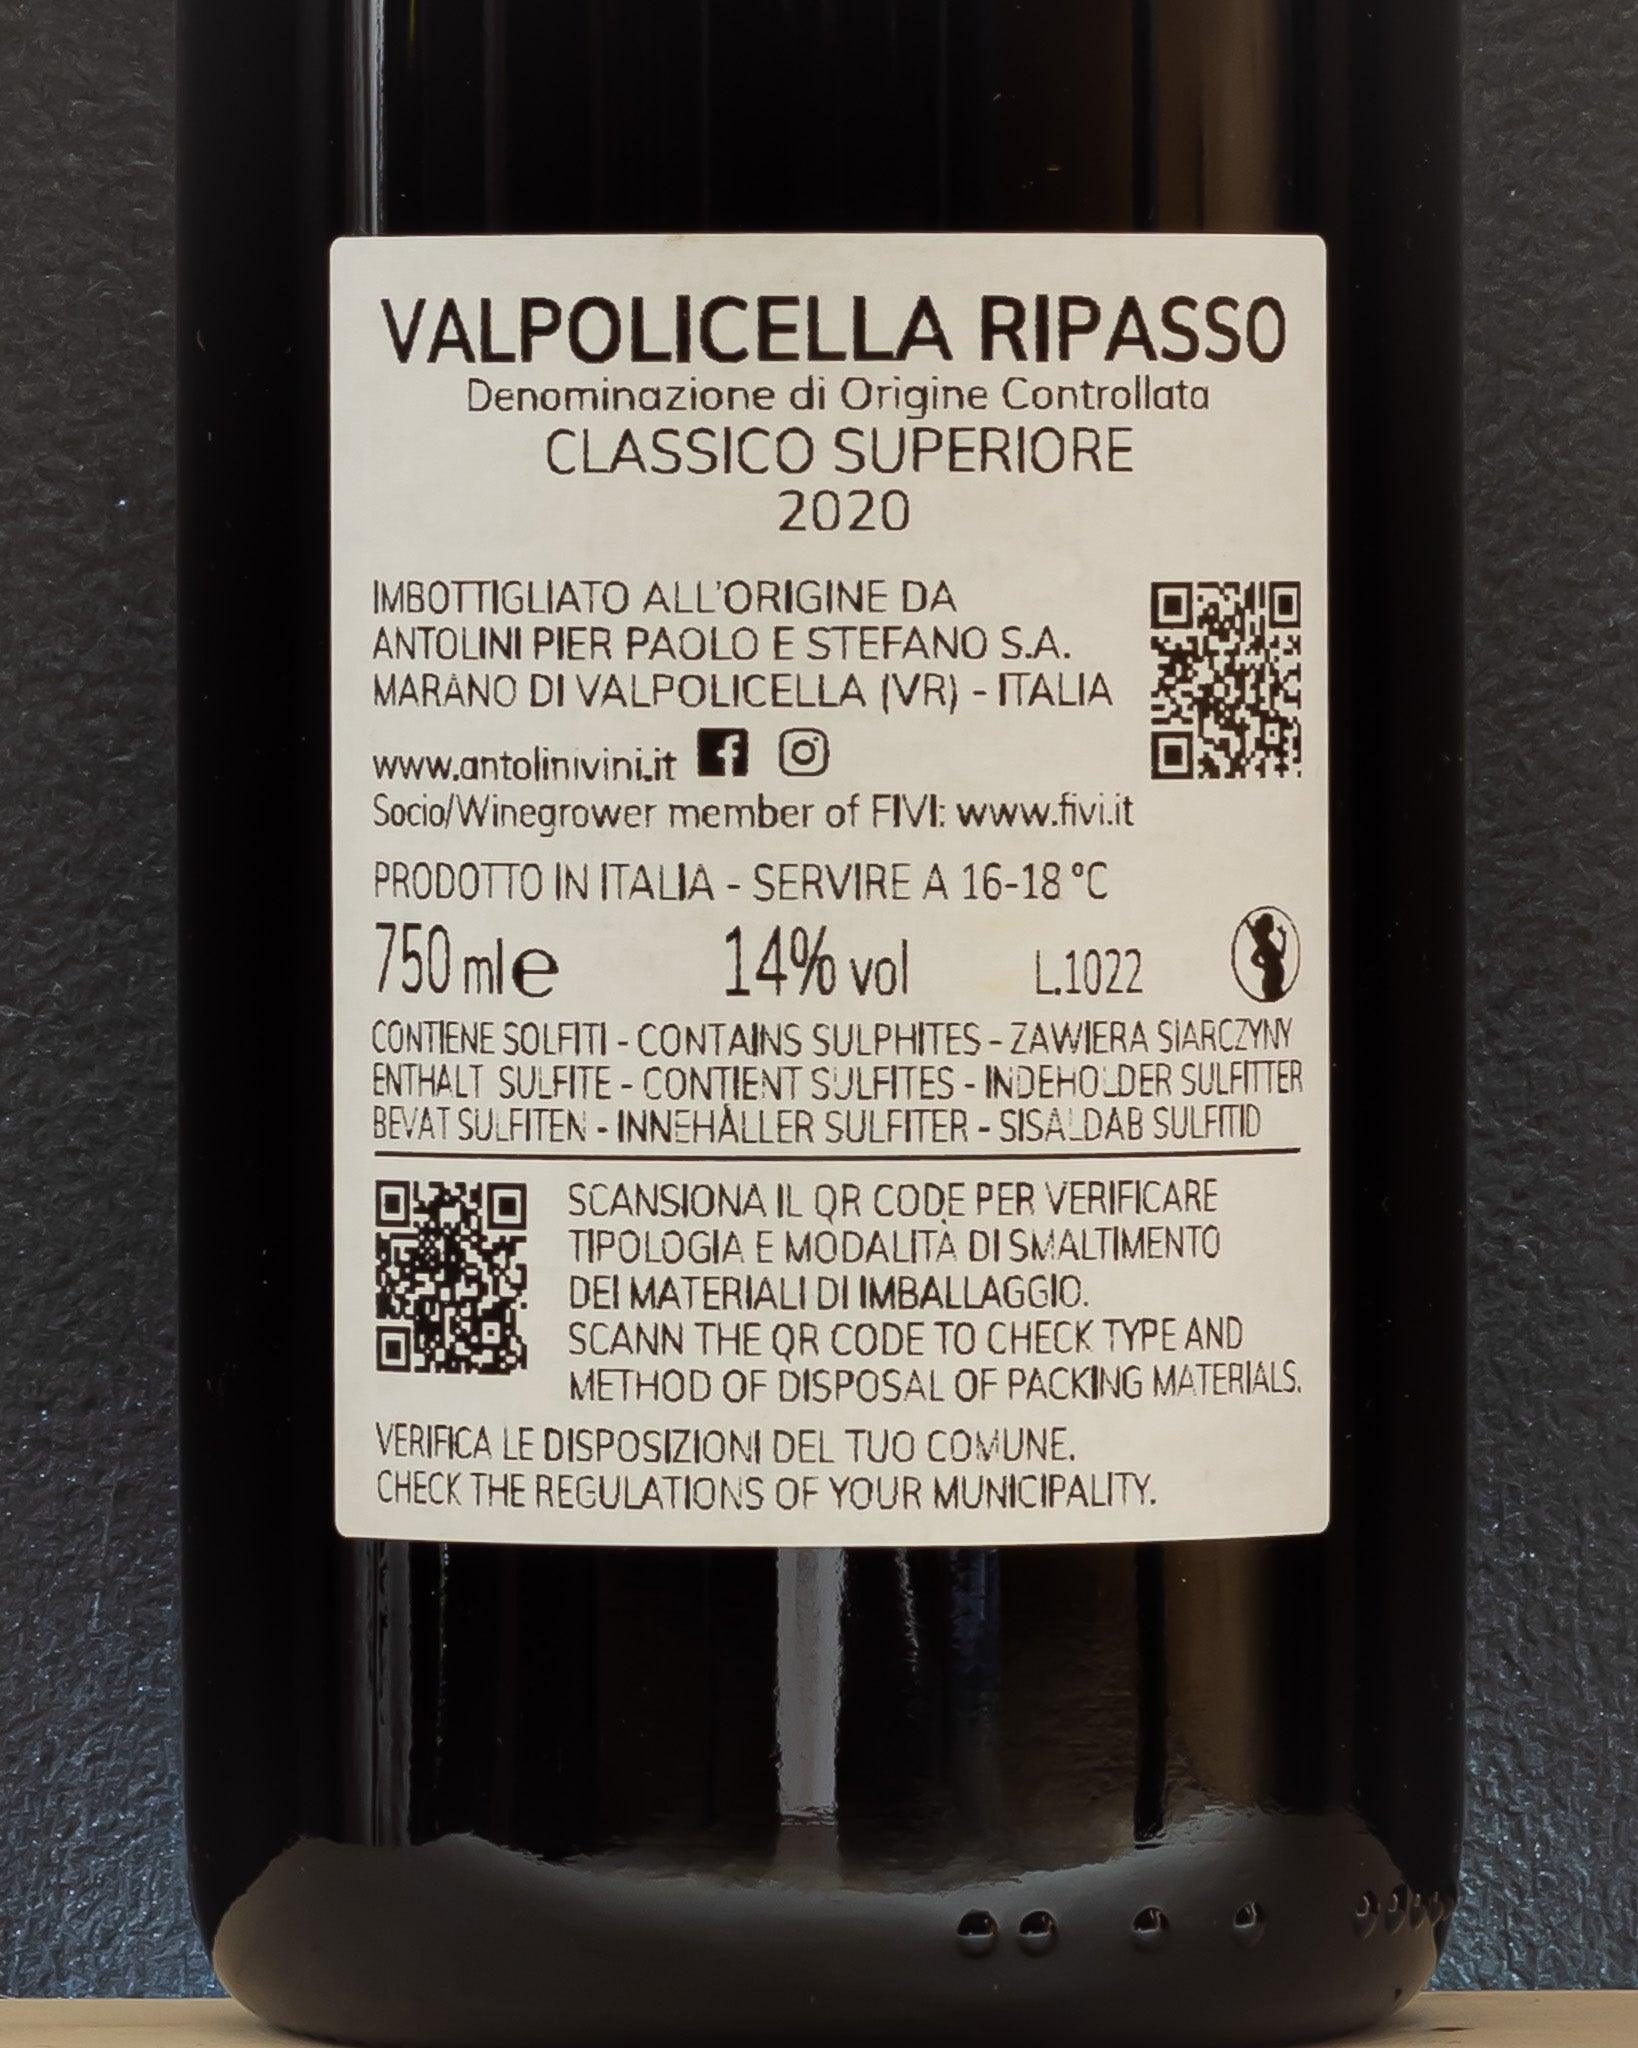 VALPOLICELLA RIPASSO
Denominazione di Origine Controllata
CLASSICO SUPERIORE
2020
IMBOTTIGLIATO ALL'ORIGINE DA
ANTOLINI PIER PAOLO E STEFANO S.A.
MARANO DI VALPOLICELLA (VR) - ITALIA
www.antolinivini.it
Socio/Winegrower member of FIVI: www.fivi.it
PRODOTTO IN ITALIA - SERVIRE A 16-18 °C
750 ml e 14% vol L.1022
CONTIENE SOLFITI - CONTAINS SULPHITES - ZAWIERA SIARCZYNY
ENTHALT SULFITE - CONTIENT SULFITES - INDEHOLDER SULFITTER
BEVAT SULFITEN - INNEHÅLLER SULFITER - SISALDAB SULFITID
SCANSIONA IL QR CODE PER VERIFICARE
TIPOLOGIA E MODALITÀ DI SMALTIMENTO
DEI MATERIALI DI IMBALLAGGIO.
SCANN THE QR CODE TO CHECK TYPE AND
METHOD OF DISPOSAL OF PACKING MATERIALS.
VERIFICA LE DISPOSIZIONI DEL TUO COMUNE.
CHECK THE REGULATIONS OF YOUR MUNICIPALITY.